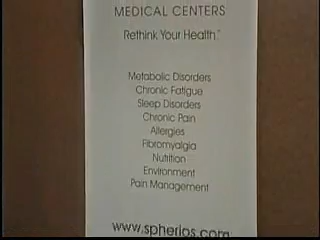 MEDICAL CENTERS
Rethink Your Health.™
Metabolic Disorders
Chronic Fatigue
Sleep Disorders
Chronic Pain
Allergies
Fibromyalgia
Nutrition
Environment
Pain Management
www.spherios.com